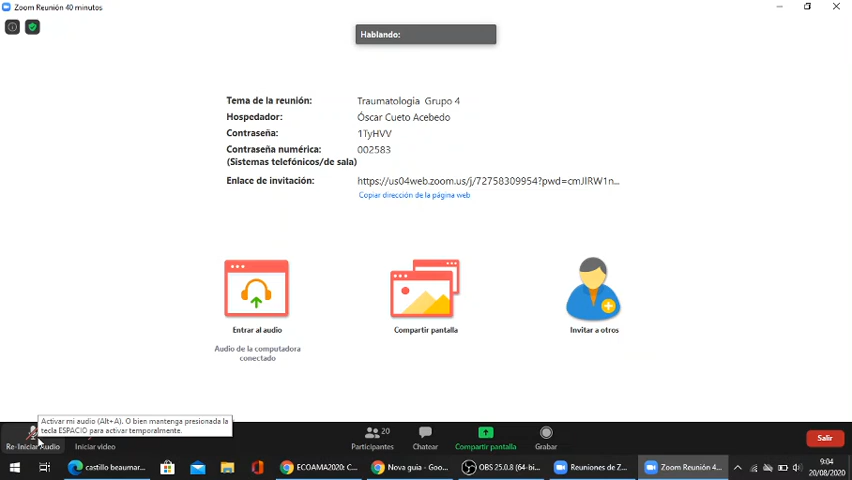 Zoom Reunión 40 minutos
Hablando:
Tema de la reunión: Traumatología Grupo 4
Hospedador: Óscar Cueto Acebedo
Contraseña: 1TyHVV
Contraseña numérica: 002583
(Sistemas telefónicos/de sala)
Enlace de invitación: https://us04web.zoom.us/j/72758309954?pwd=cmJlRW1n...
Copiar dirección de la página web
Entrar al audio
Compartir pantalla
Invitar a otros
Audio de la computadora
conectado
Activar mi audio (Alt+A). O bien mantenga presionada la
tecla ESPACIO para activar temporalmente.
20
Re-Iniciar Audio
Iniciar video
Participantes
Chatear
Compartir pantalla
Grabar
Salir
castillo beaumar...
ECOAMA2020: C...
Nova guia - Goo...
OBS 25.0.8 (64-bi...
Reuniones de Z...
Zoom Reunión 4...
9:04
20/08/2020